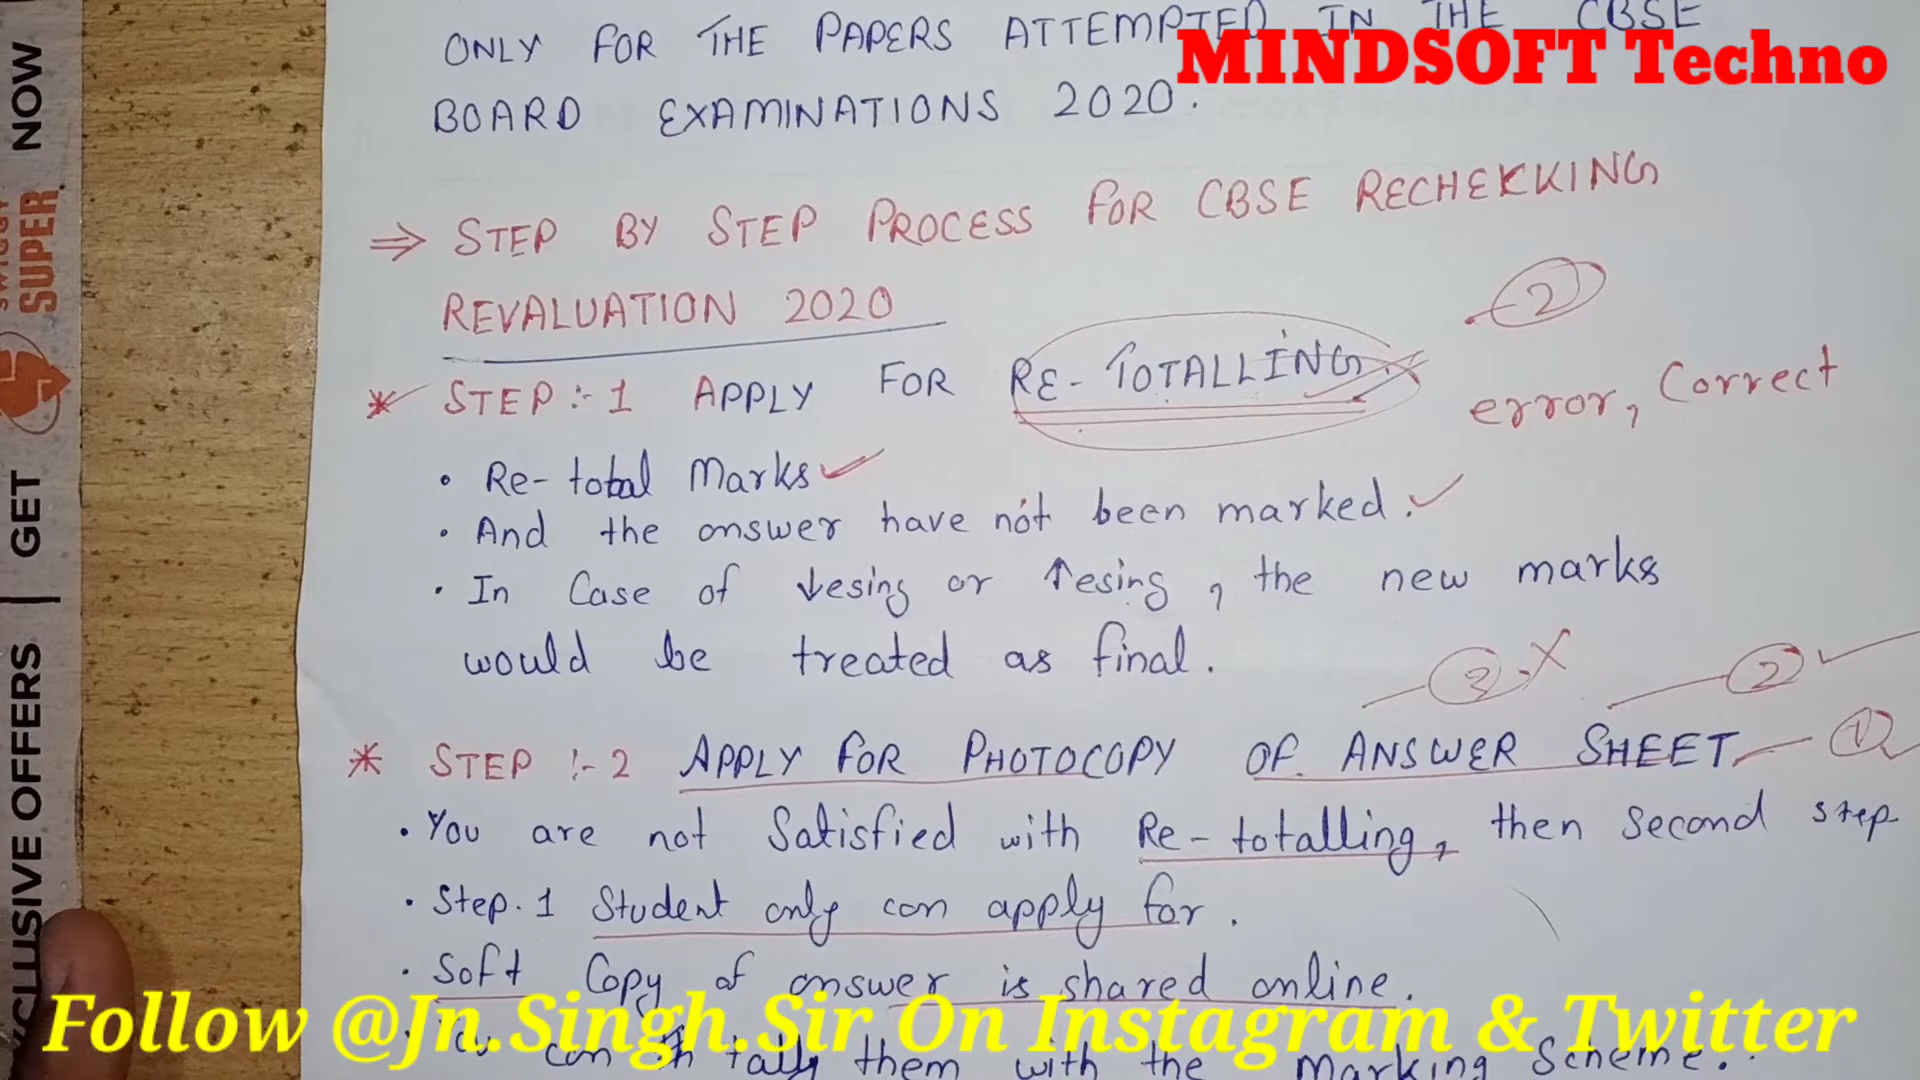 ONLY FOR THE PAPERS ATTEMPTED IN THE CBSE
MINDSOFT Techno
BOARD EXAMINATIONS 2020.
⇒ STEP BY STEP PROCESS FOR CBSE RECHEKKING
REVALUATION 2020
2
* STEP :- 1 APPLY FOR RE-TOTALLING.
error, Correct
• Re-total Marks ✓
• And the answer have not been marked. ✓
• In Case of ↓esing or ↑esing, the new marks
would be treated as final.
3 X
2 ✓
* STEP :- 2 APPLY FOR PHOTOCOPY OF ANSWER SHEET
1
• You are not Satisfied with Re-totalling, then second step
• Step. 1 Student only can apply for.
• Soft Copy of answer is shared online.
Follow @Jn.Singh.Sir On Instagram & Twitter
can tally them with the Marking Scheme.
EXCLUSIVE OFFERS | GET SWIGGY SUPER NOW